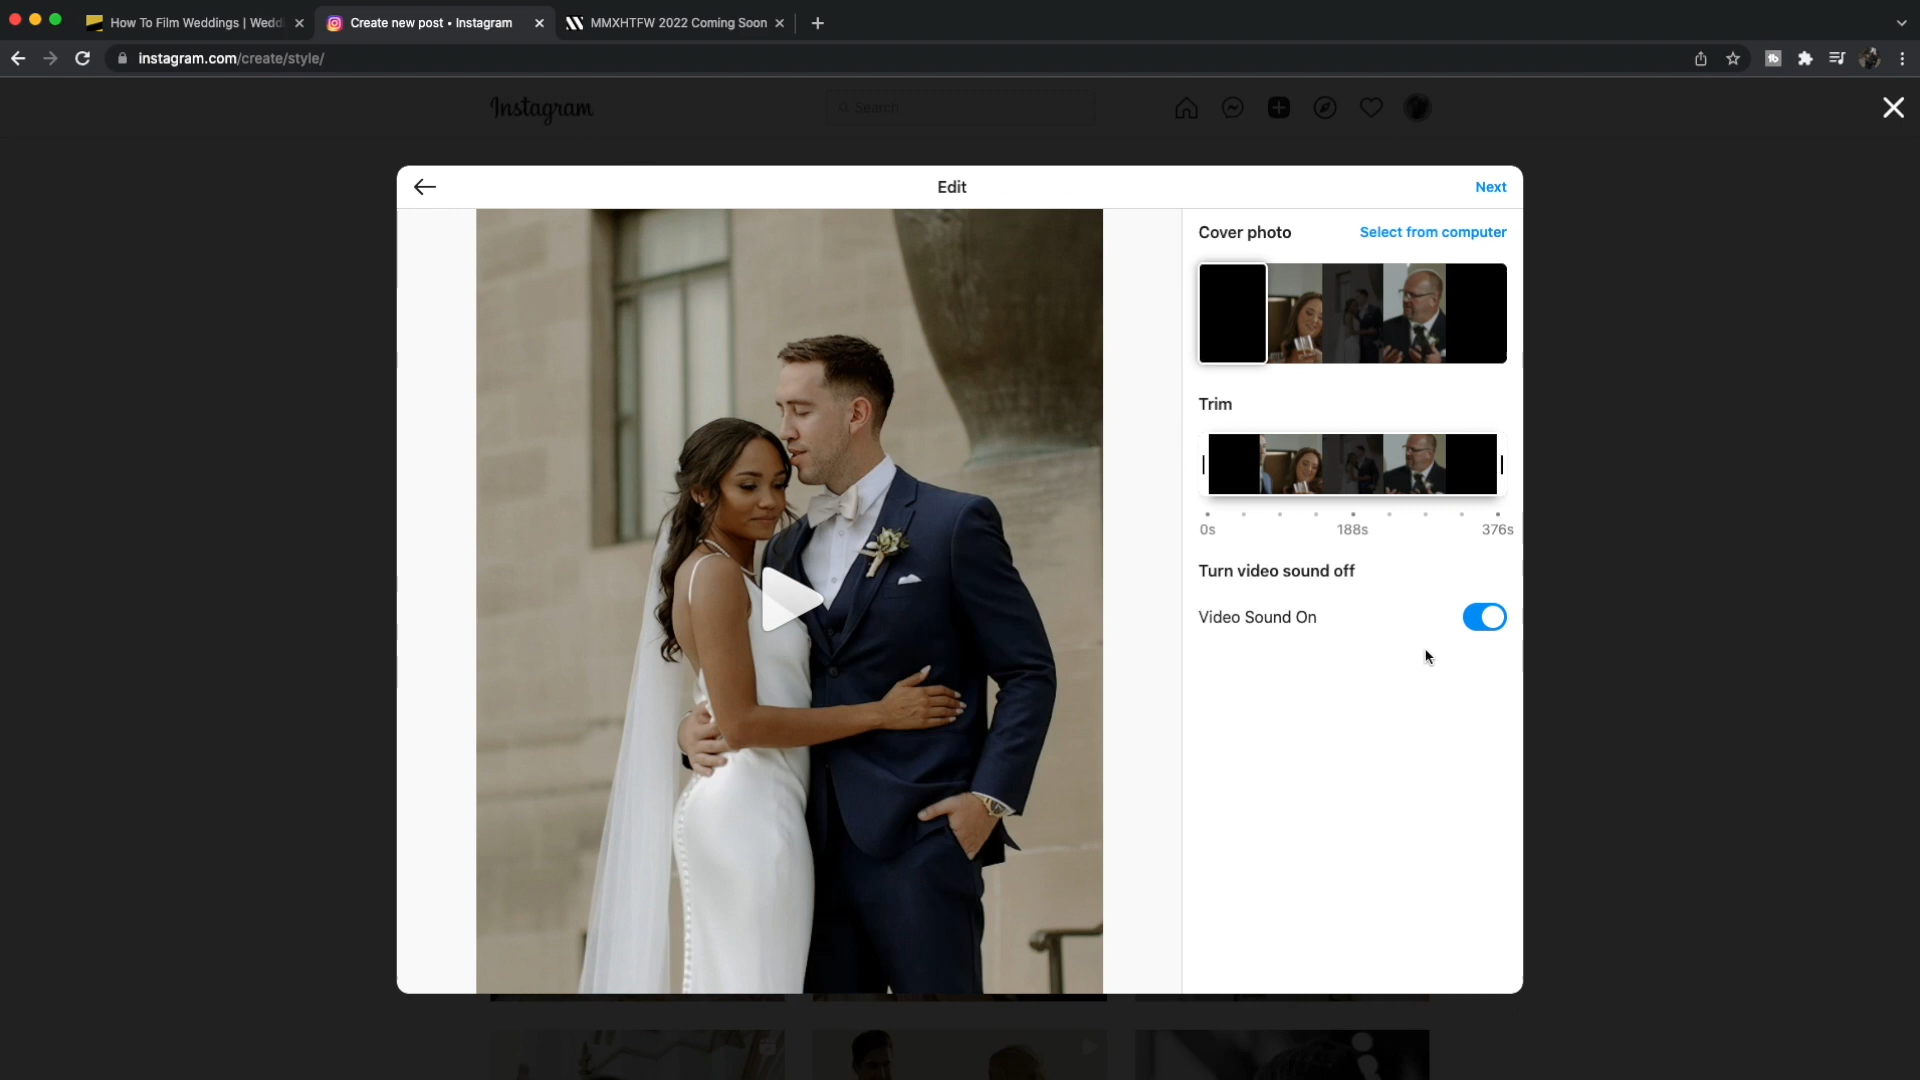 How To Film Weddings | Wedd
Create new post • Instagram
MMXHTFW 2022 Coming Soon
instagram.com/create/style/
Instagram
Search
Edit
Next
Cover photo
Select from computer
Trim
0s
188s
376s
Turn video sound off
Video Sound On